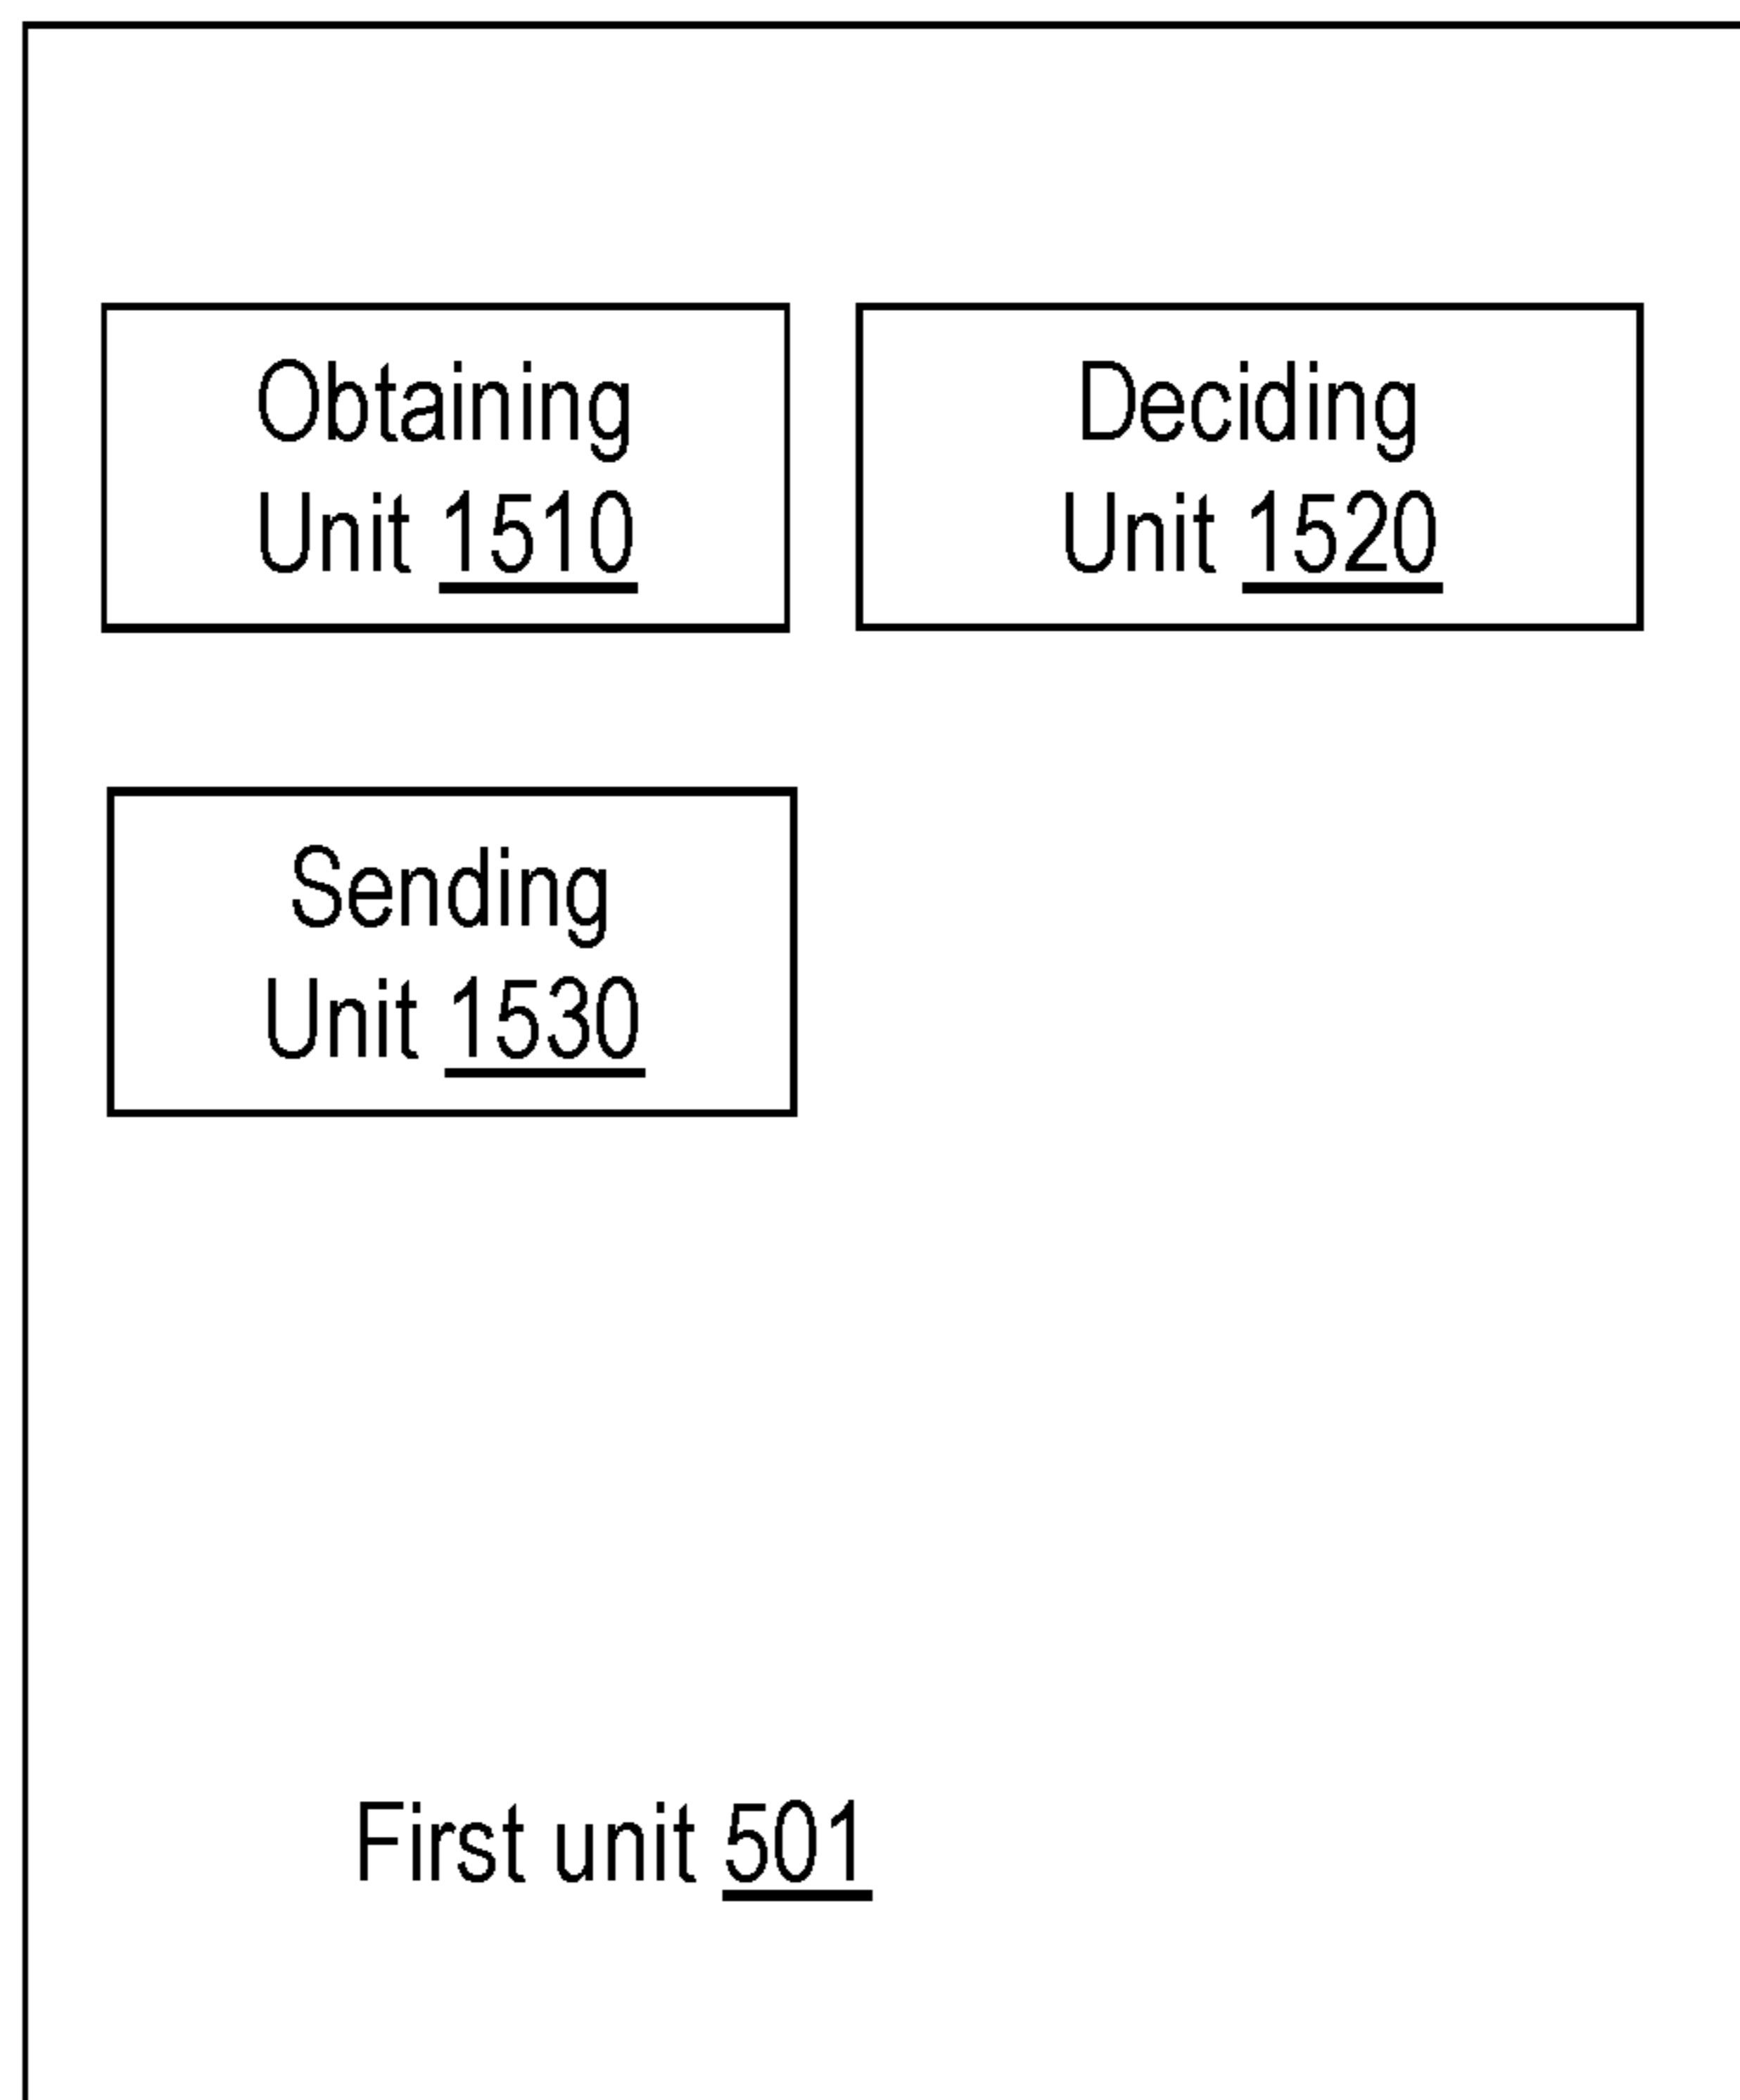 Obtaining
Unit 1510
Deciding
Unit 1520
Sending
Unit 1530
First unit 501